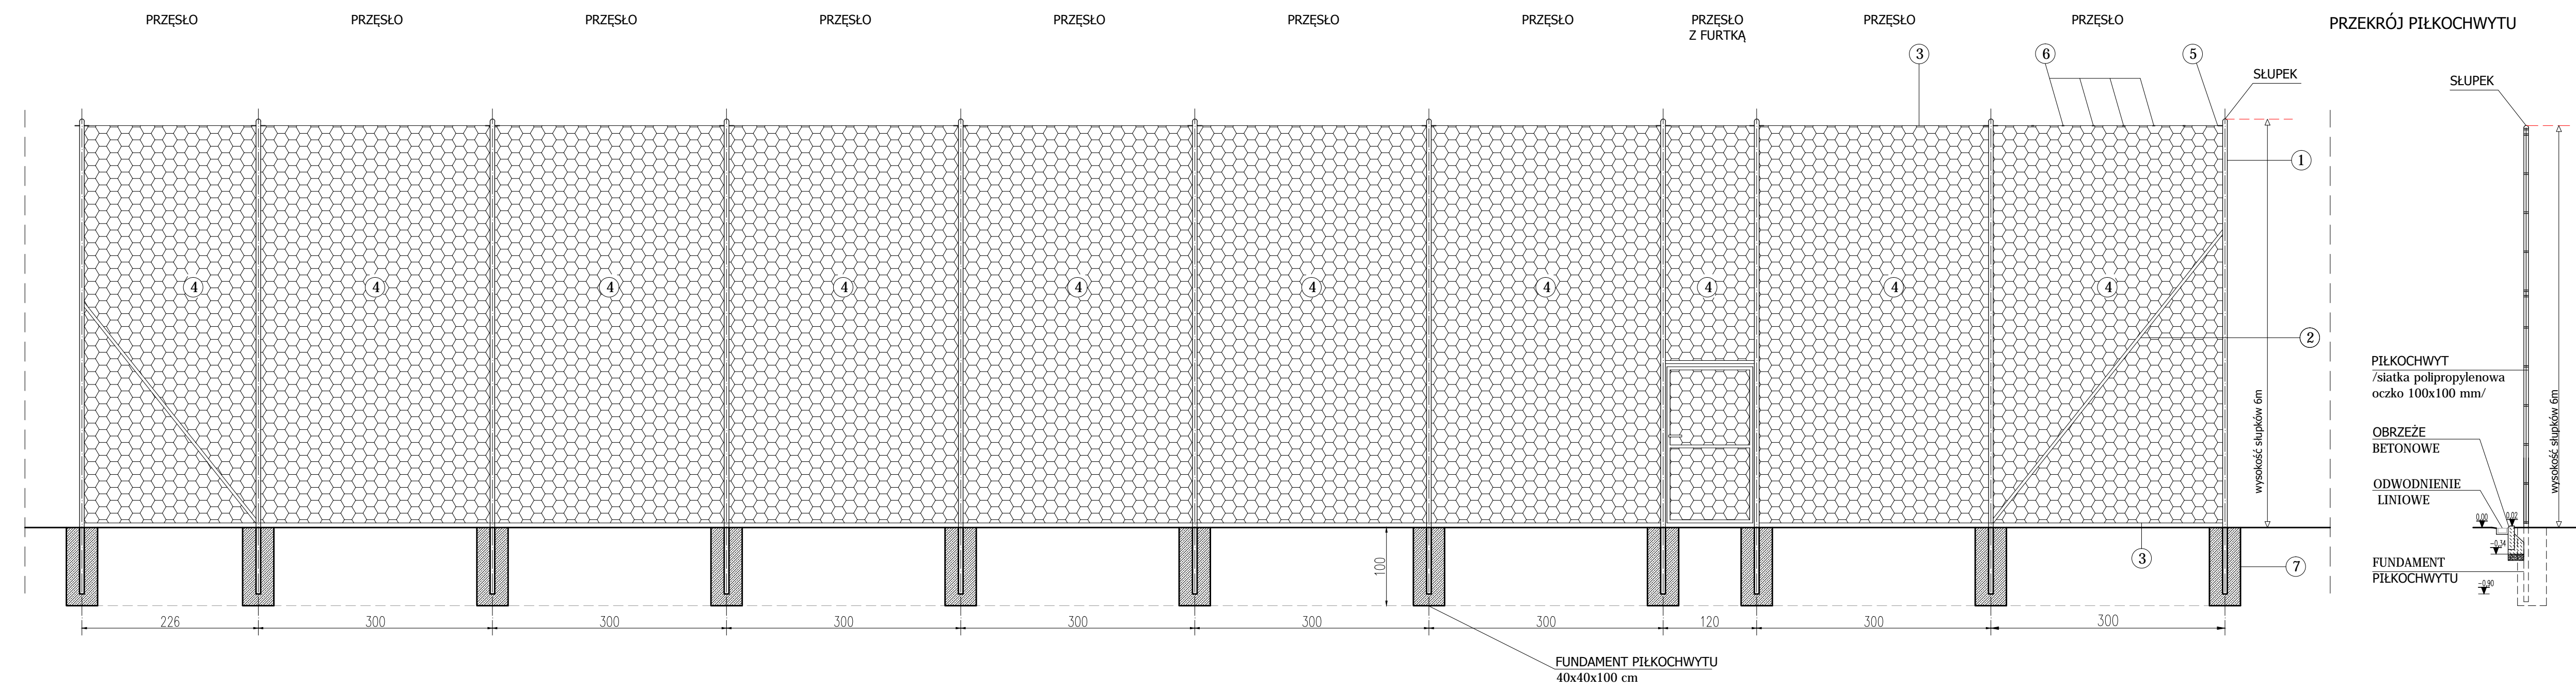 PRZĘSŁO PRZĘSŁO PRZĘSŁO PRZĘSŁO PRZĘSŁO PRZĘSŁO PRZĘSŁO PRZĘSŁO PRZĘSŁO PRZĘSŁO
Z FURTKĄ
PRZEKRÓJ PIŁKOCHWYTU
3 6 5
SŁUPEK
SŁUPEK
1
4 4 4 4 4 4 4 4 4 4
2
wysokość słupków 6m
wysokość słupków 6m
PIŁKOCHWYT
/siatka polipropylenowa
oczko 100x100 mm/
OBRZEŻE
BETONOWE
ODWODNIENIE
LINIOWE
0,00 0,02
-0,34
FUNDAMENT
PIŁKOCHWYTU
-0,90
3
7
100
226 300 300 300 300 300 300 120 300 300
FUNDAMENT PIŁKOCHWYTU
40x40x100 cm